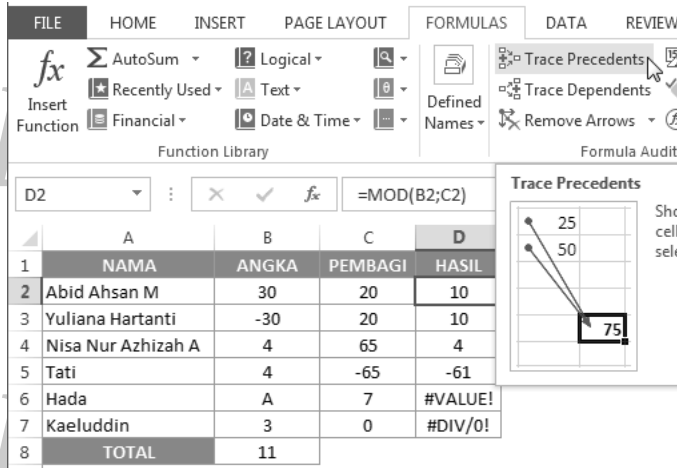 FILE HOME INSERT PAGE LAYOUT FORMULAS DATA REVIEW
fx Σ AutoSum ? Logical Trace Precedents
Recently Used A Text θ Trace Dependents
Insert Function Financial Date & Time ... Defined Names Remove Arrows
Function Library Formula Audit
D2 fx =MOD(B2;C2)
Trace Precedents
25
50
75
A B C D
1 NAMA ANGKA PEMBAGI HASIL
2 Abid Ahsan M 30 20 10
3 Yuliana Hartanti -30 20 10
4 Nisa Nur Azhizah A 4 65 4
5 Tati 4 -65 -61
6 Hada A 7 #VALUE!
7 Kaeluddin 3 0 #DIV/0!
8 TOTAL 11